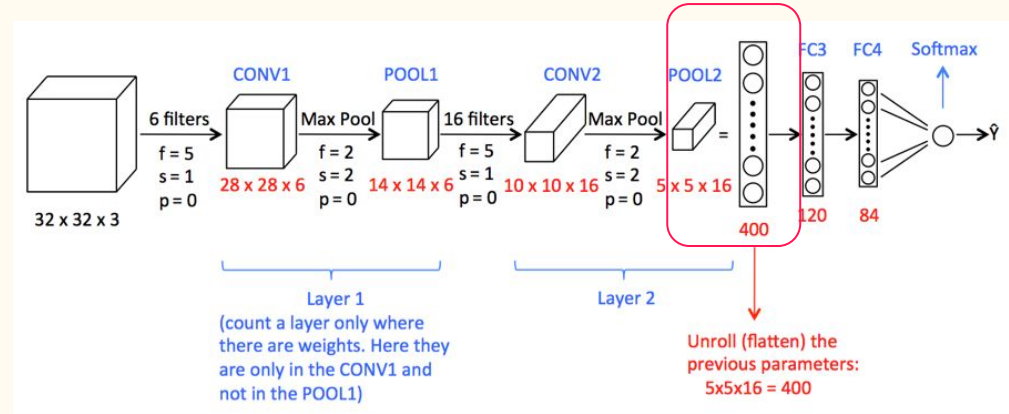 CONV1
POOL1
CONV2
POOL2
FC3
FC4
Softmax
6 filters
f = 5
s = 1
p = 0
Max Pool
f = 2
s = 2
p = 0
16 filters
f = 5
s = 1
p = 0
Max Pool
f = 2
s = 2
p = 0
=
Ŷ
32 x 32 x 3
28 x 28 x 6
14 x 14 x 6
10 x 10 x 16
5 x 5 x 16
400
120
84
Layer 1
(count a layer only where
there are weights. Here they
are only in the CONV1 and
not in the POOL1)
Layer 2
Unroll (flatten) the
previous parameters:
5x5x16 = 400